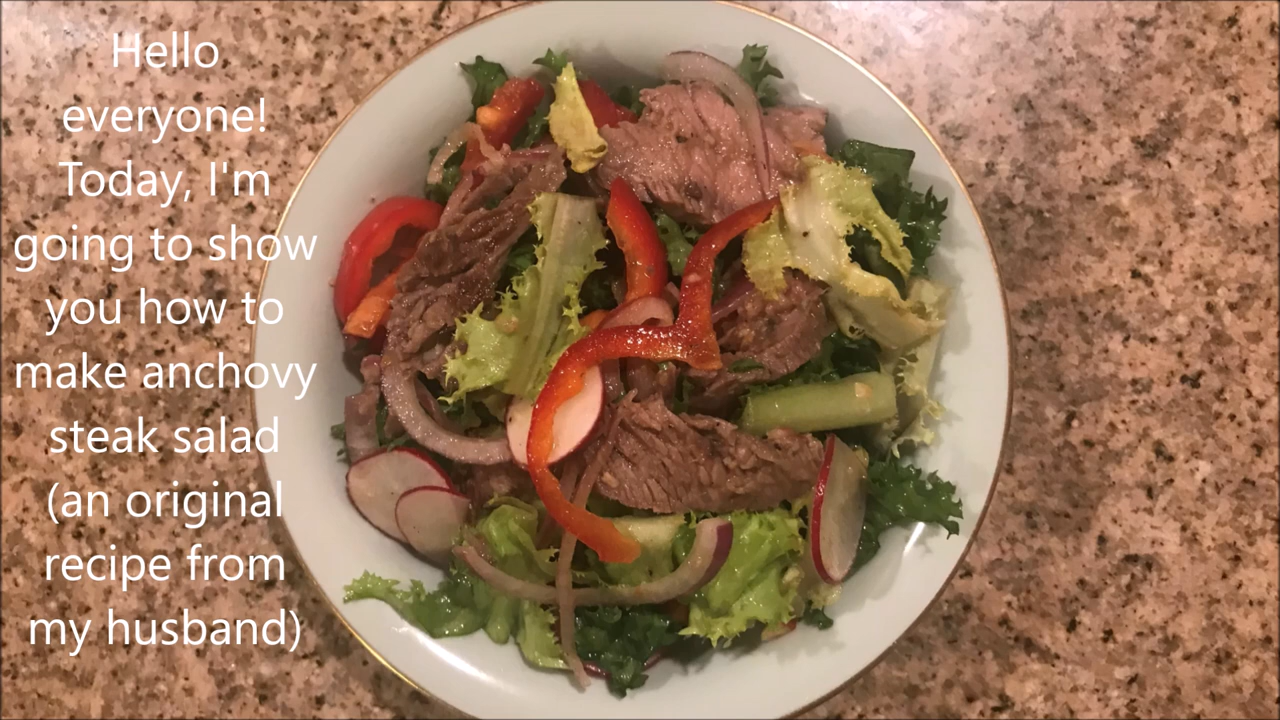 Hello
everyone!
Today, I'm
going to show
you how to
make anchovy
steak salad
(an original
recipe from
my husband)